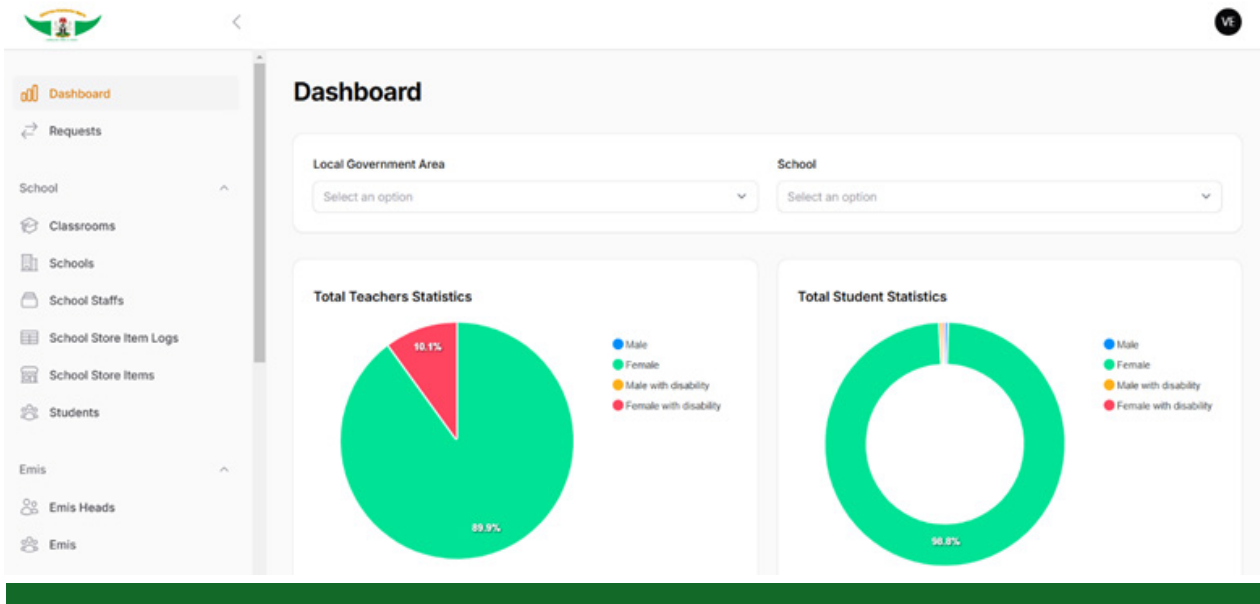 VE
Dashboard
Requests
School
Classrooms
Schools
School Staffs
School Store Item Logs
School Store Items
Students
Emis
Emis Heads
Emis
Dashboard
Local Government Area
Select an option
School
Select an option
Total Teachers Statistics
10.1%
89.9%
Male
Female
Male with disability
Female with disability
Total Student Statistics
98.8%
Male
Female
Male with disability
Female with disability